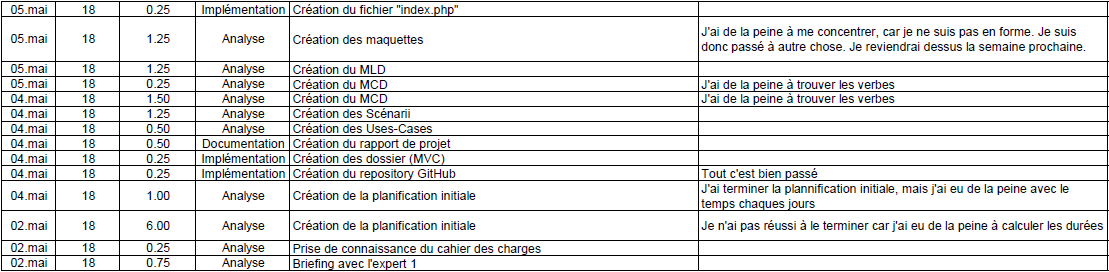 05.mai 18 0.25 Implémentation Création du fichier "index.php"
05.mai 18 1.25 Analyse Création des maquettes J'ai de la peine à me concentrer, car je ne suis pas en forme. Je suis
donc passé à autre chose. Je reviendrai dessus la semaine prochaine.
05.mai 18 1.25 Analyse Création du MLD
05.mai 18 0.25 Analyse Création du MCD J'ai de la peine à trouver les verbes
04.mai 18 1.50 Analyse Création du MCD J'ai de la peine à trouver les verbes
04.mai 18 1.25 Analyse Création des Scénarii
04.mai 18 0.50 Analyse Création des Uses-Cases
04.mai 18 0.50 Documentation Création du rapport de projet
04.mai 18 0.25 Implémentation Création des dossier (MVC)
04.mai 18 0.25 Implémentation Création du repository GitHub Tout c'est bien passé
04.mai 18 1.00 Analyse Création de la planification initiale J'ai terminer la plannification initiale, mais j'ai eu de la peine avec le
temps chaques jours
02.mai 18 6.00 Analyse Création de la planification initiale Je n'ai pas réussi à le terminer car j'ai eu de la peine à calculer les durées
02.mai 18 0.25 Analyse Prise de connaissance du cahier des charges
02.mai 18 0.75 Analyse Briefing avec l'expert 1